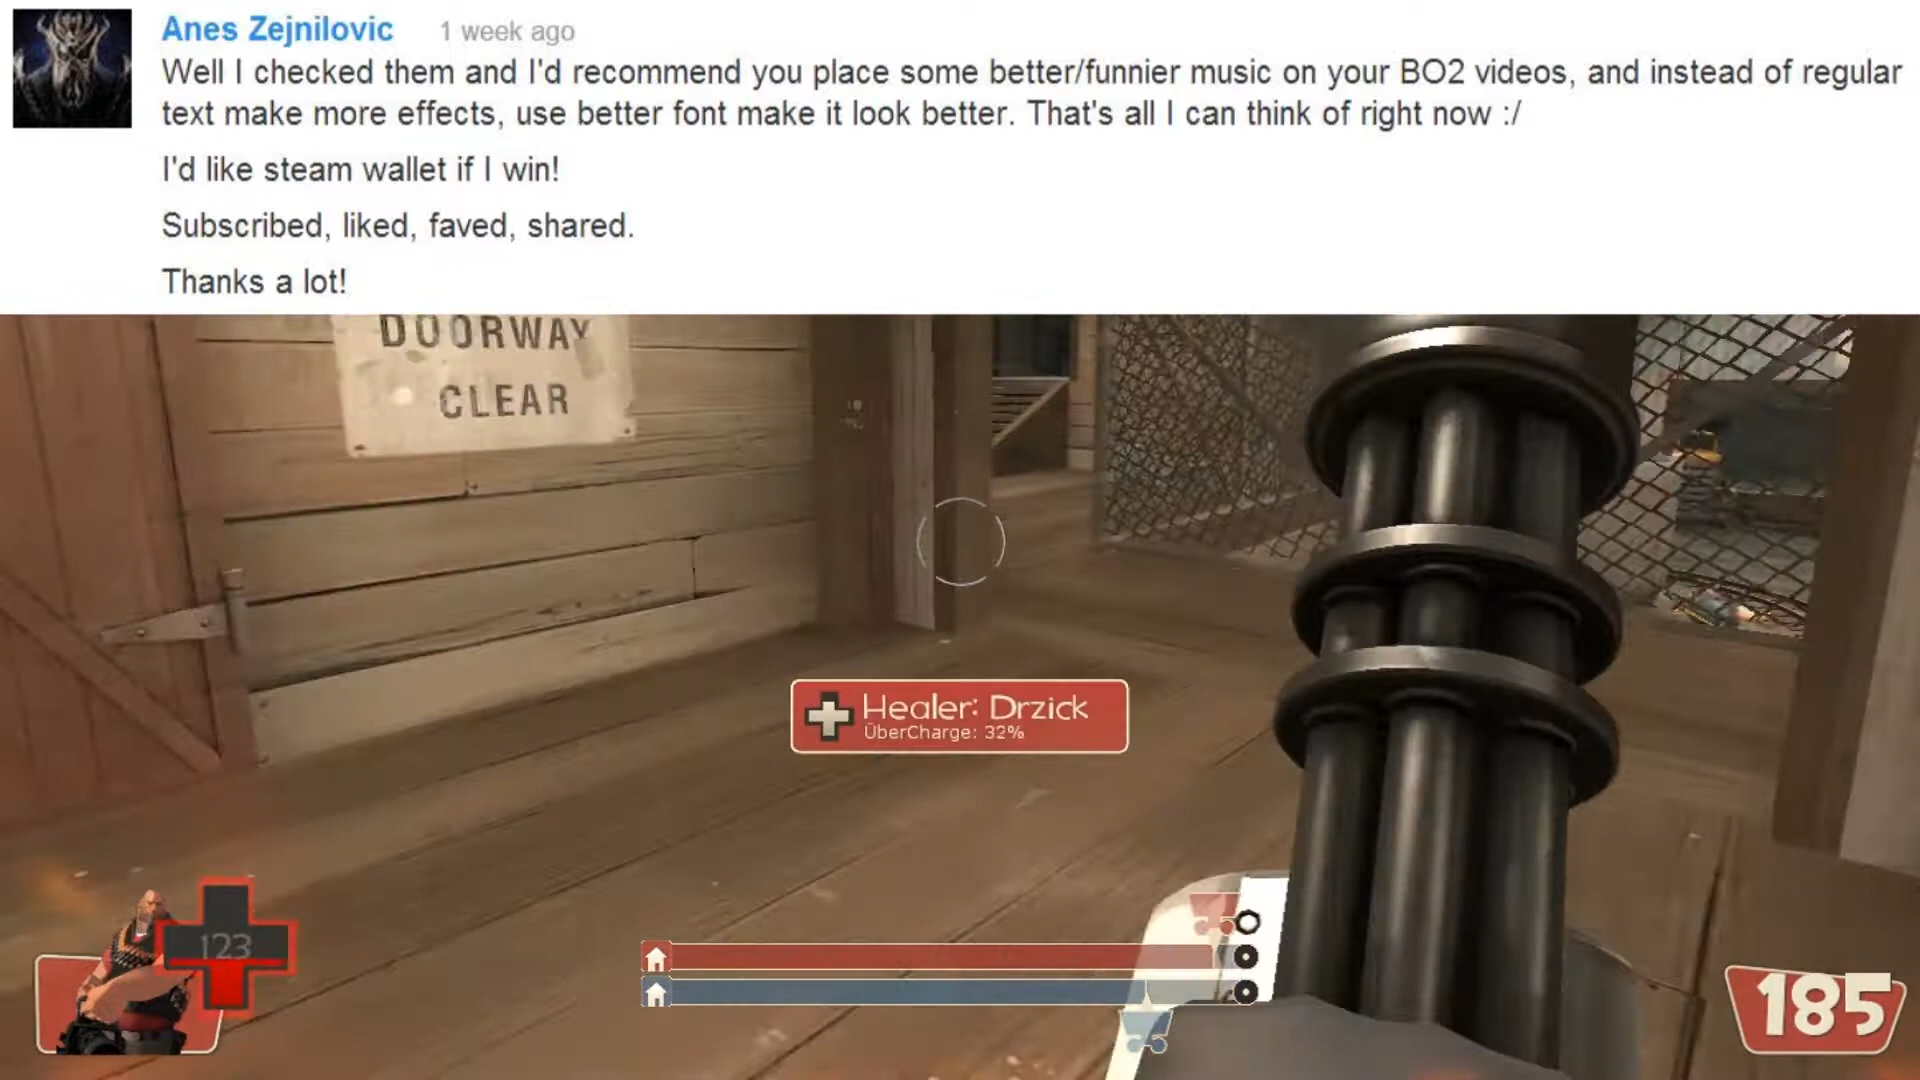 Anes Zejnilovic 1 week ago
Well I checked them and I'd recommend you place some better/funnier music on your BO2 videos, and instead of regular
text make more effects, use better font make it look better. That's all I can think of right now :/
I'd like steam wallet if I win!
Subscribed, liked, faved, shared.
Thanks a lot!
DOORWAY
CLEAR
Healer: Drzick
ÜberCharge: 32%
123
185